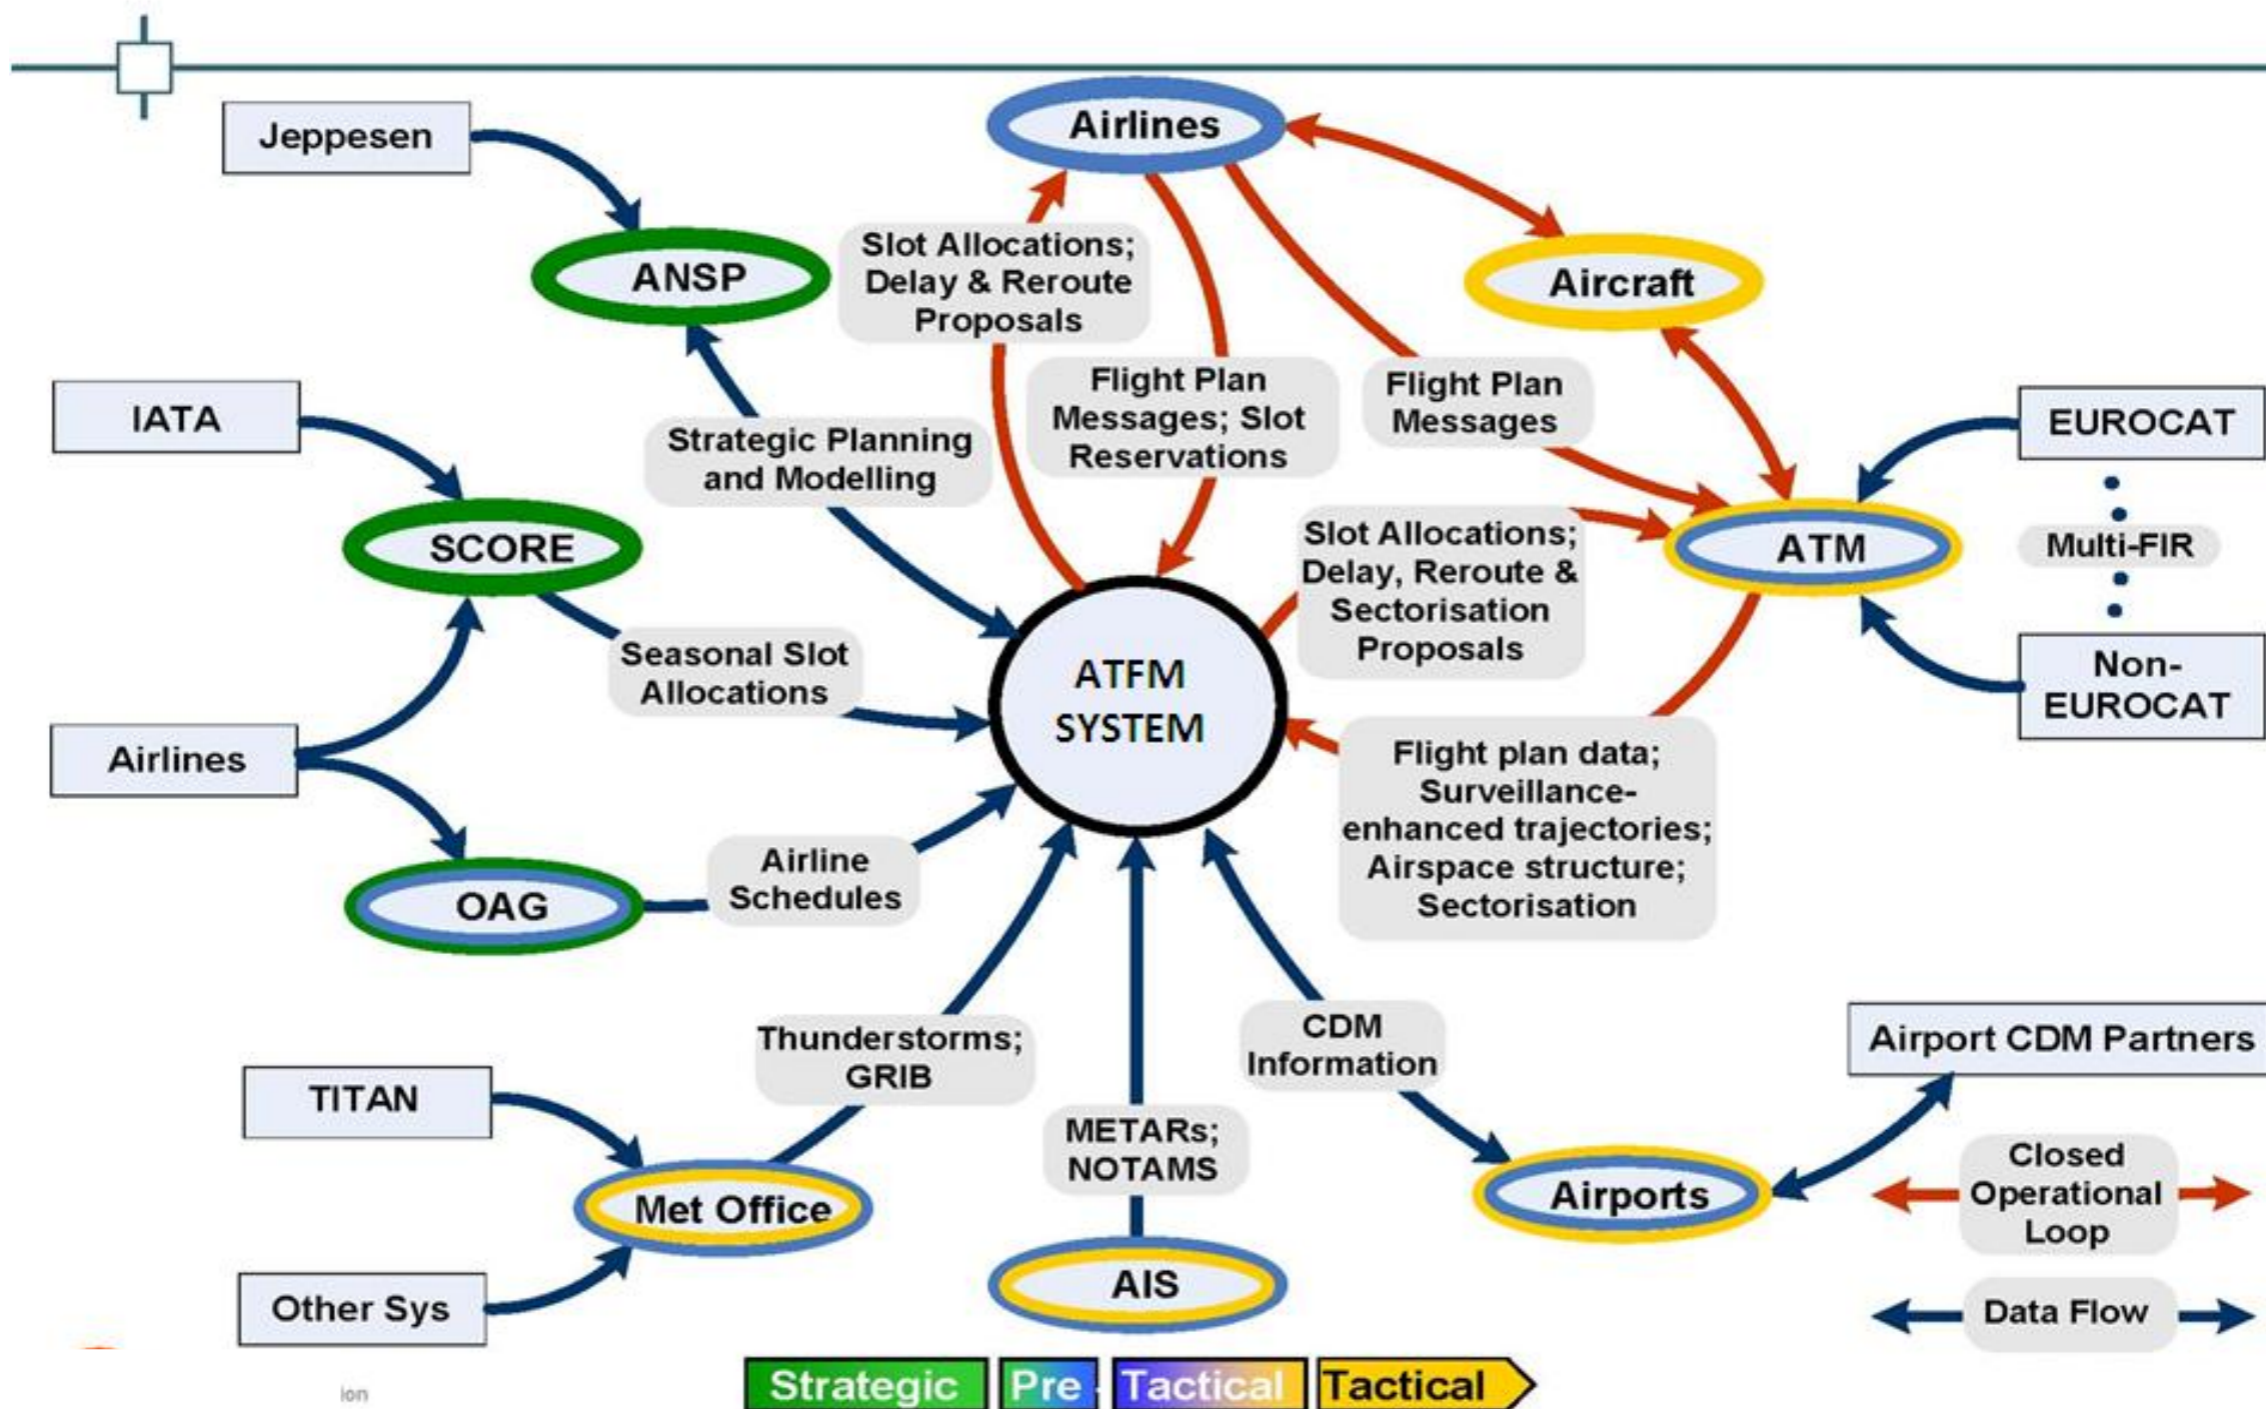 Jeppesen
Airlines
ANSP
Slot Allocations;
Delay & Reroute
Proposals
Aircraft
IATA
Strategic Planning
and Modelling
Flight Plan
Messages; Slot
Reservations
Flight Plan
Messages
EUROCAT
SCORE
Slot Allocations;
Delay, Reroute &
Sectorisation
Proposals
ATM
Multi-FIR
Seasonal Slot
Allocations
ATFM
SYSTEM
Non-
EUROCAT
Airlines
Flight plan data;
Surveillance-
enhanced trajectories;
Airspace structure;
Sectorisation
OAG
Airline
Schedules
Thunderstorms;
GRIB
CDM
Information
Airport CDM Partners
TITAN
METARs;
NOTAMS
Closed
Operational
Loop
Met Office
Airports
Other Sys
AIS
Data Flow
Strategic
Pre - Tactical
Tactical
ion